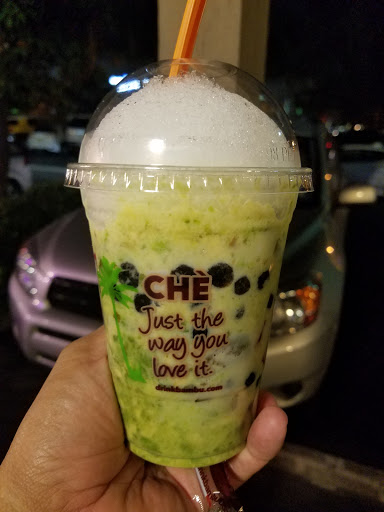 CHÈ
Just the
way you
love it.